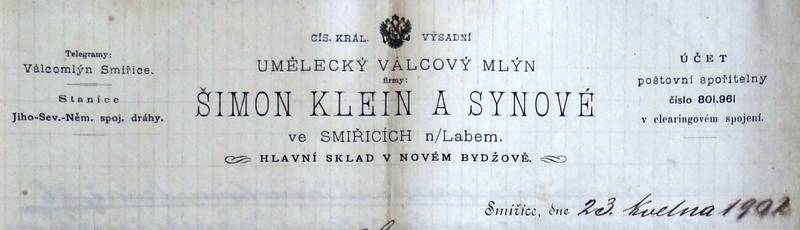 Telegramy:
Válcomlýn Smiřice.
Stanice
Jiho-Sev.-Něm. spoj. dráhy.
CÍS. KRÁL. VÝSADNÍ
UMĚLECKÝ VÁLCOVÝ MLÝN
firmy:
ŠIMON KLEIN A SYNOVÉ
ve SMIŘICÍCH n/Labem.
HLAVNÍ SKLAD V NOVÉM BYDŽOVĚ.
ÚČET
poštovní spořitelny
číslo 801.961
v clearingovém spojení.
Smiřice, dne 23. května